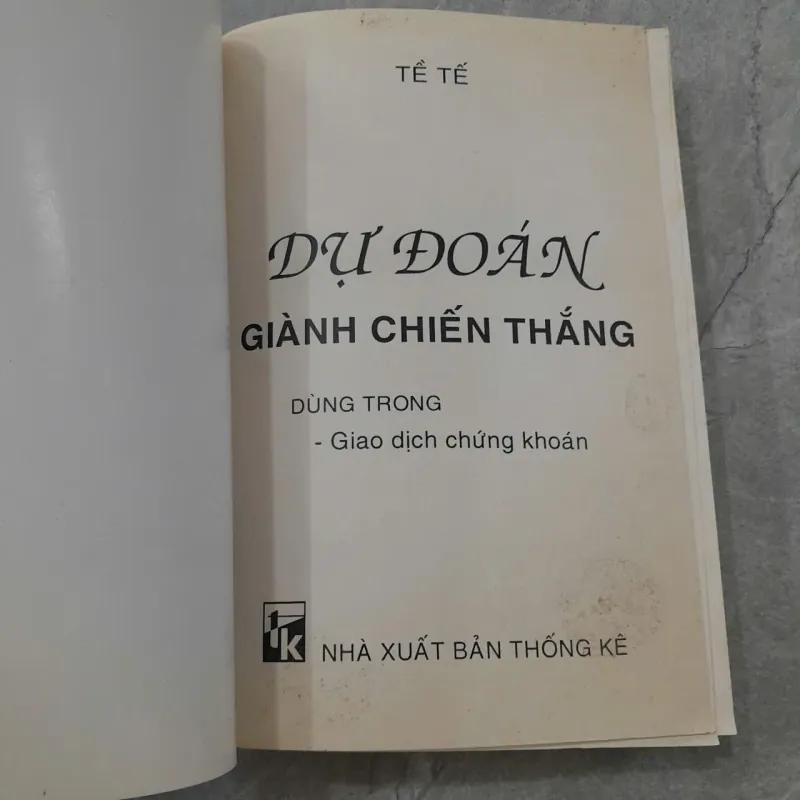 TỀ TẾ
DỰ ĐOÁN
GIÀNH CHIẾN THẮNG
DÙNG TRONG
- Giao dịch chứng khoán
tk
NHÀ XUẤT BẢN THỐNG KÊ